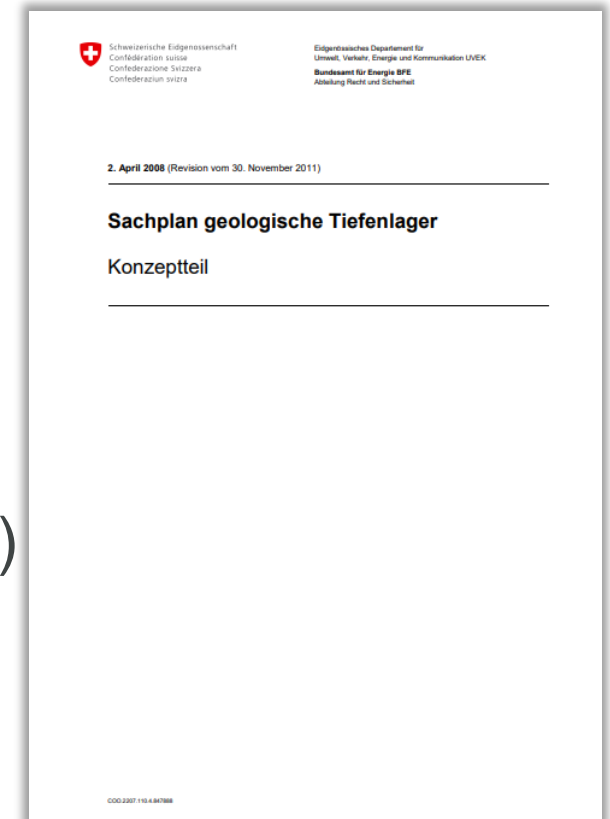 Schweizerische Eidgenossenschaft
Confédération suisse
Confederazione Svizzera
Confederaziun svizra
Eidgenössisches Departement für
Umwelt, Verkehr, Energie und Kommunikation UVEK
Bundesamt für Energie BFE
Abteilung Recht und Sicherheit
2. April 2008 (Revision vom 30. November 2011)
Sachplan geologische Tiefenlager
Konzeptteil
)
COO.2207.110.4.847888